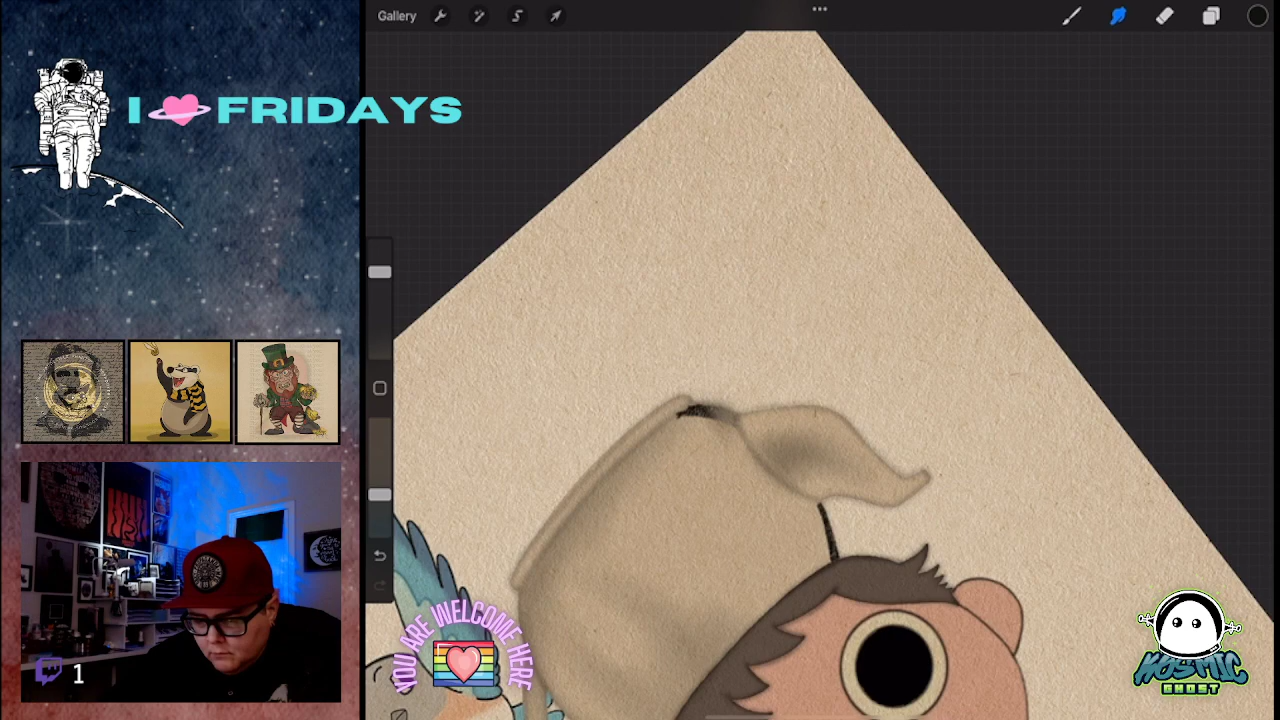 Gallery
I FRIDAYS
1
YOU ARE WELCOME HERE
KOSMIC
GHOST